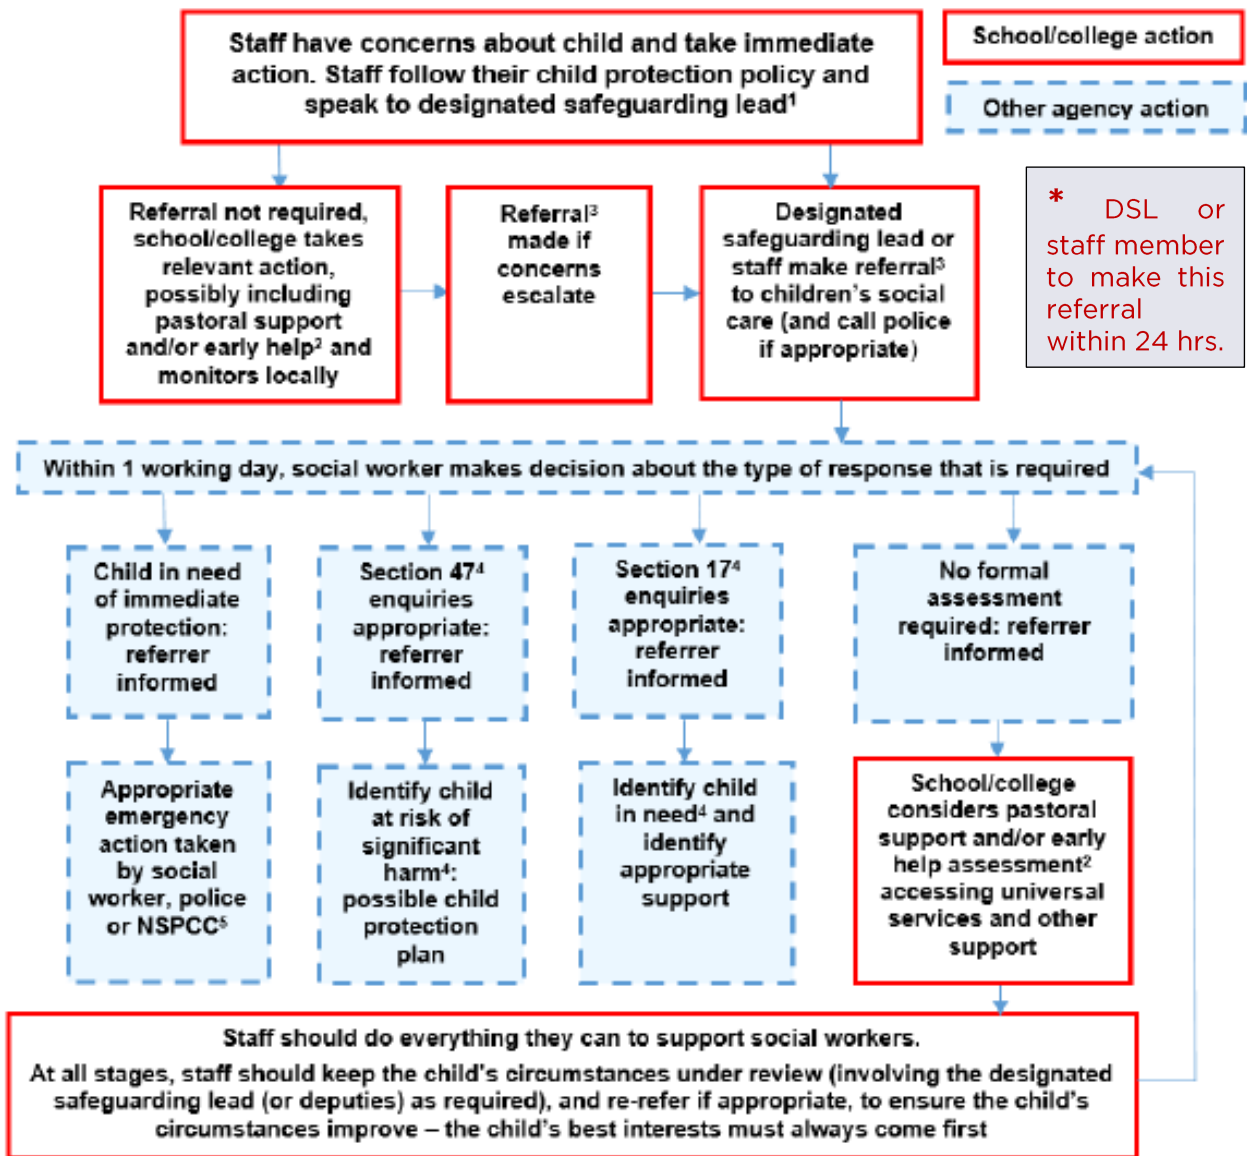 Staff have concerns about child and take immediate
action. Staff follow their child protection policy and
speak to designated safeguarding lead¹
School/college action
Other agency action
Referral not required,
school/college takes
relevant action,
possibly including
pastoral support
and/or early help² and
monitors locally
Referral³
made if
concerns
escalate
Designated
safeguarding lead or
staff make referral³
to children's social
care (and call police
if appropriate)
* DSL or
staff member
to make this
referral
within 24 hrs.
Within 1 working day, social worker makes decision about the type of response that is required
Child in need
of immediate
protection:
referrer
informed
Section 47⁴
enquiries
appropriate:
referrer
informed
Section 17⁴
enquiries
appropriate:
referrer
informed
No formal
assessment
required: referrer
informed
Appropriate
emergency
action taken
by social
worker, police
or NSPCC⁵
Identify child
at risk of
significant
harm⁴:
possible child
protection
plan
Identify child
in need⁴ and
identify
appropriate
support
School/college
considers pastoral
support and/or early
help assessment²
accessing universal
services and other
support
Staff should do everything they can to support social workers.
At all stages, staff should keep the child's circumstances under review (involving the designated
safeguarding lead (or deputies) as required), and re-refer if appropriate, to ensure the child's
circumstances improve – the child's best interests must always come first